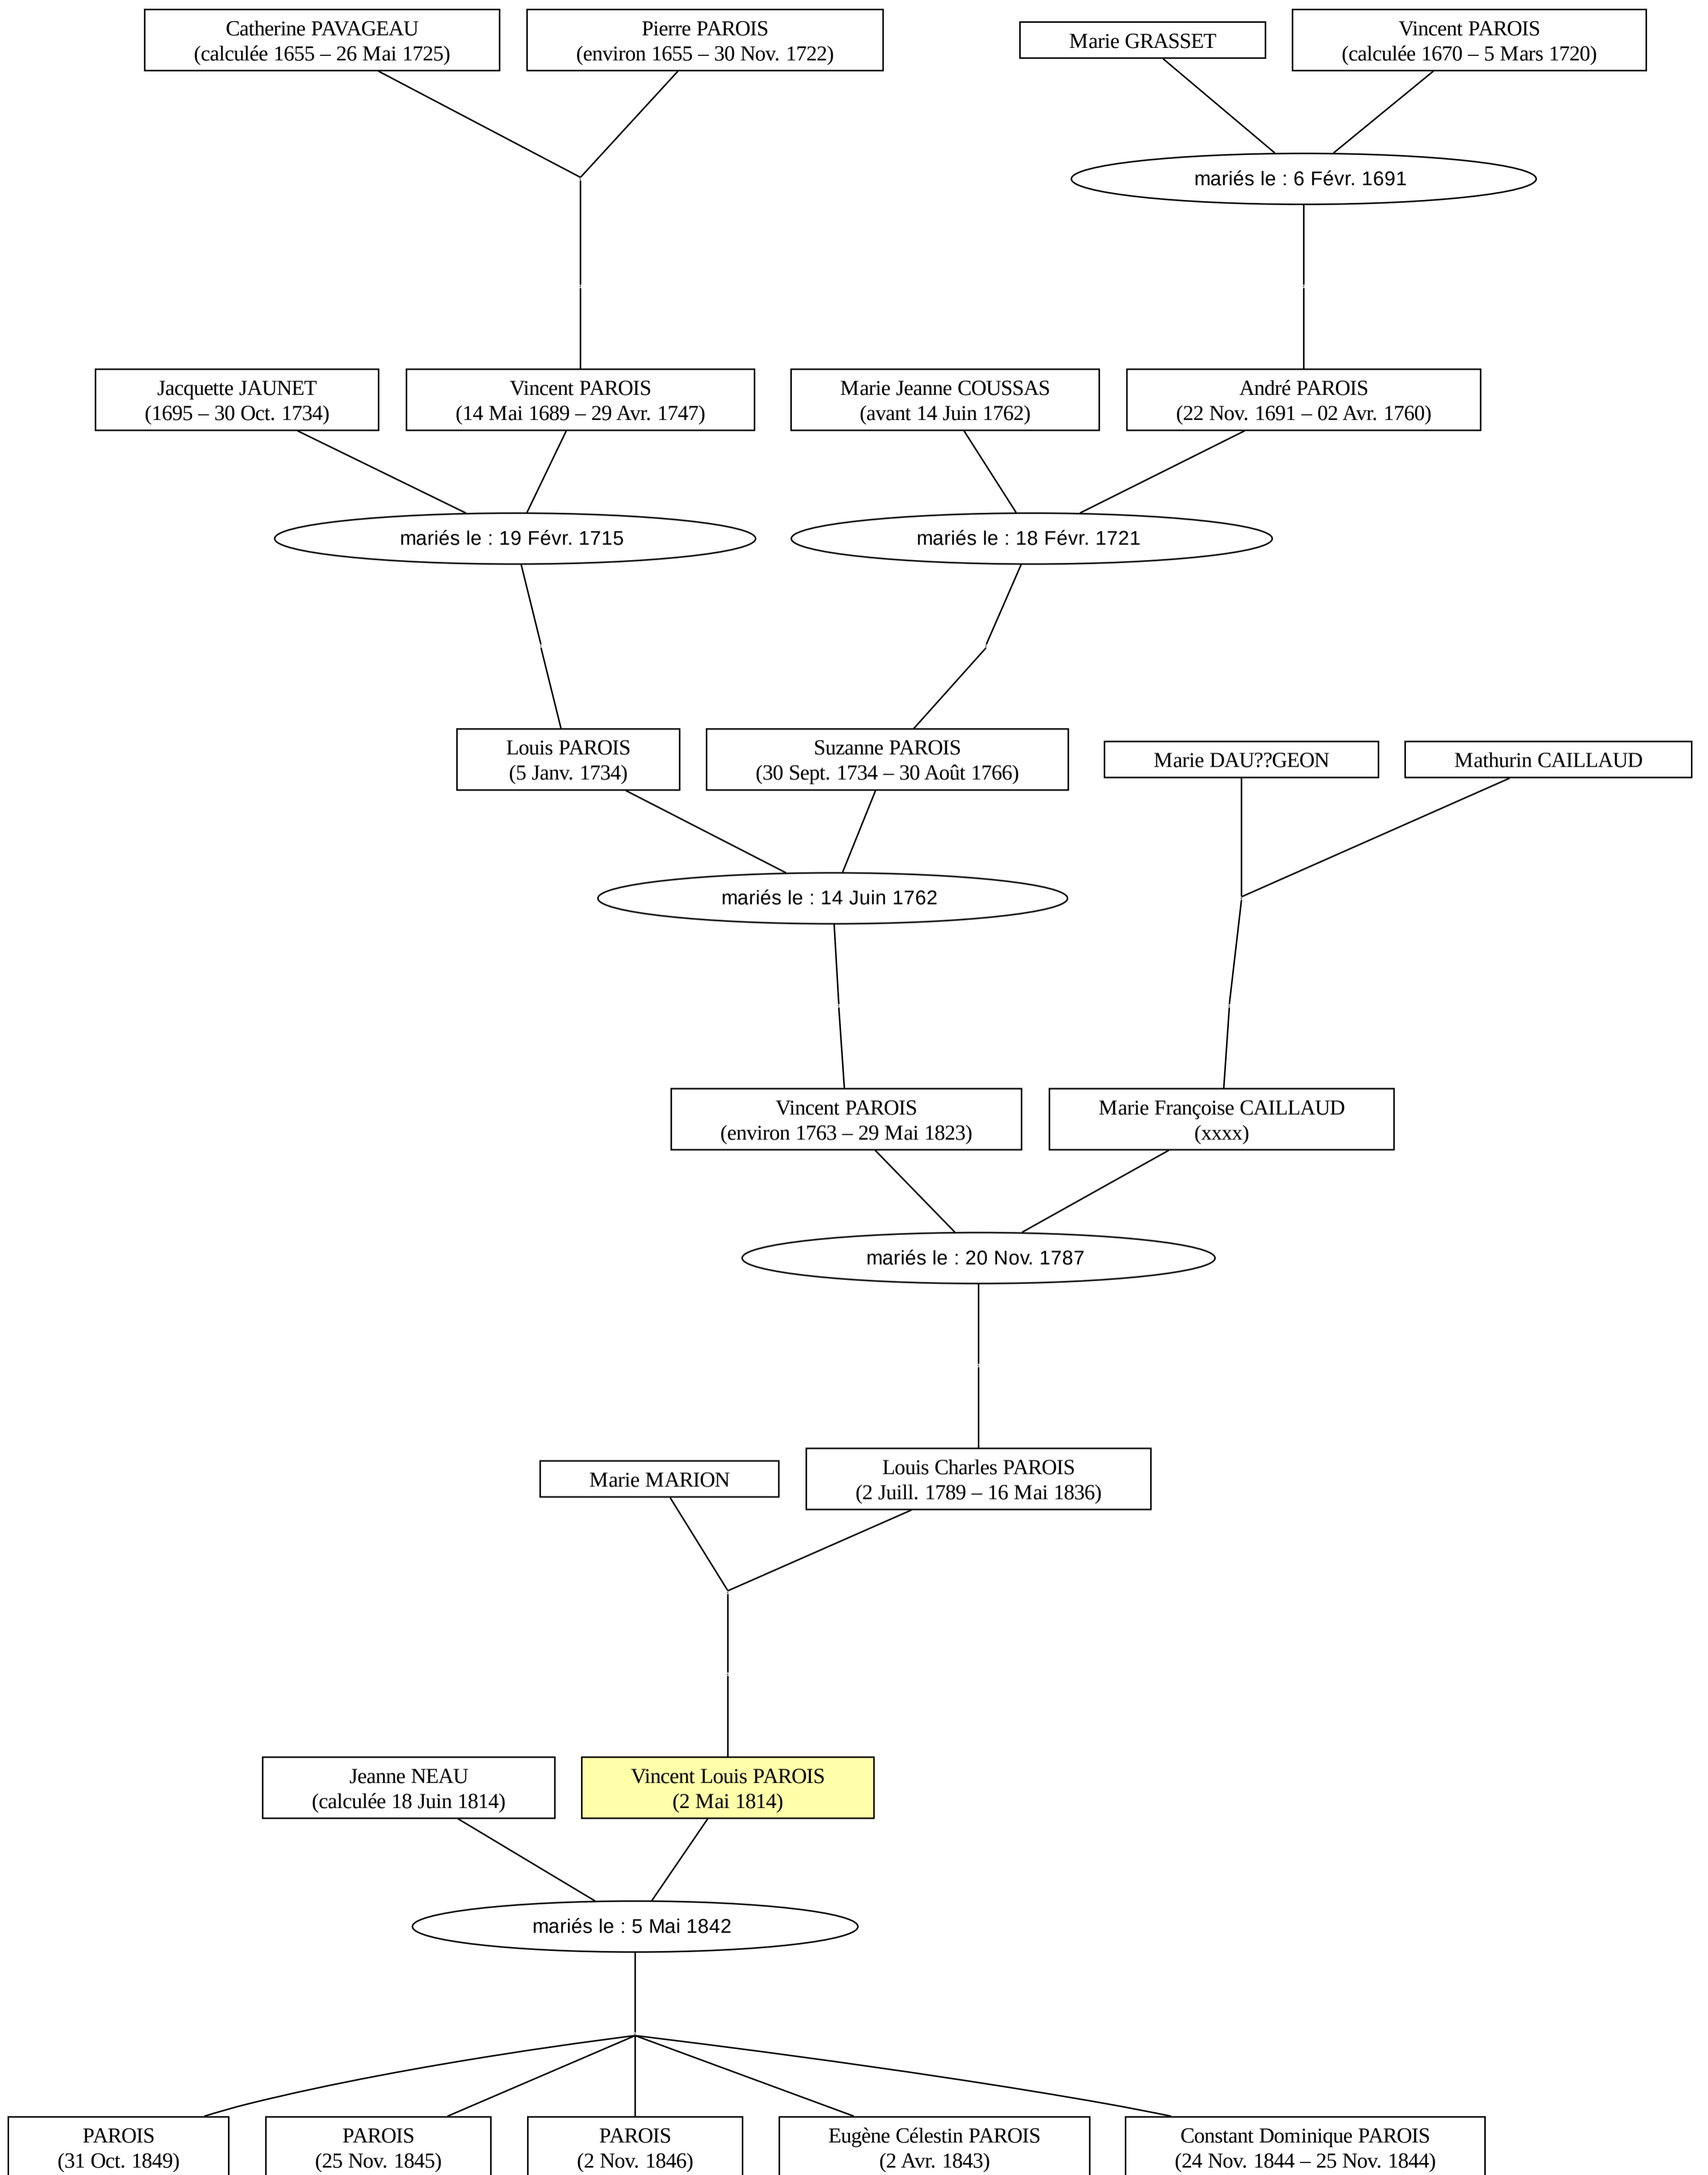 Catherine PAVAGEAU
(calculée 1655 – 26 Mai 1725)
Pierre PAROIS
(environ 1655 – 30 Nov. 1722)
Marie GRASSET
Vincent PAROIS
(calculée 1670 – 5 Mars 1720)
mariés le : 6 Févr. 1691
Jacquette JAUNET
(1695 – 30 Oct. 1734)
Vincent PAROIS
(14 Mai 1689 – 29 Avr. 1747)
Marie Jeanne COUSSAS
(avant 14 Juin 1762)
André PAROIS
(22 Nov. 1691 – 02 Avr. 1760)
mariés le : 19 Févr. 1715
mariés le : 18 Févr. 1721
Louis PAROIS
(5 Janv. 1734)
Suzanne PAROIS
(30 Sept. 1734 – 30 Août 1766)
Marie DAU??GEON
Mathurin CAILLAUD
mariés le : 14 Juin 1762
Vincent PAROIS
(environ 1763 – 29 Mai 1823)
Marie Françoise CAILLAUD
(xxxx)
mariés le : 20 Nov. 1787
Marie MARION
Louis Charles PAROIS
(2 Juill. 1789 – 16 Mai 1836)
Jeanne NEAU
(calculée 18 Juin 1814)
Vincent Louis PAROIS
(2 Mai 1814)
mariés le : 5 Mai 1842
PAROIS
(31 Oct. 1849)
PAROIS
(25 Nov. 1845)
PAROIS
(2 Nov. 1846)
Eugène Célestin PAROIS
(2 Avr. 1843)
Constant Dominique PAROIS
(24 Nov. 1844 – 25 Nov. 1844)